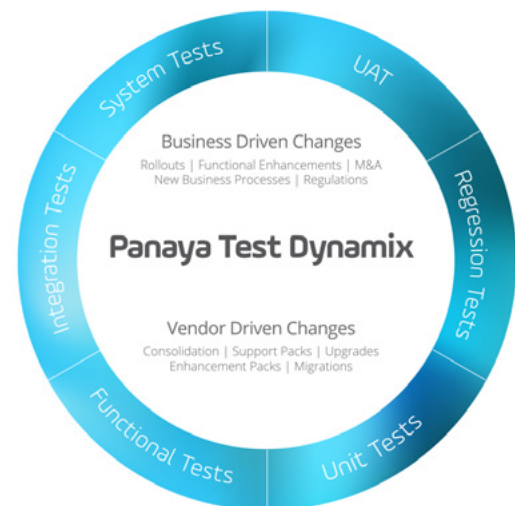 System Tests
UAT
Regression Tests
Unit Tests
Functional Tests
Integration Tests
Business Driven Changes
Rollouts | Functional Enhancements | M&A
New Business Processes | Regulations
Panaya Test Dynamix
Vendor Driven Changes
Consolidation | Support Packs | Upgrades
Enhancement Packs | Migrations